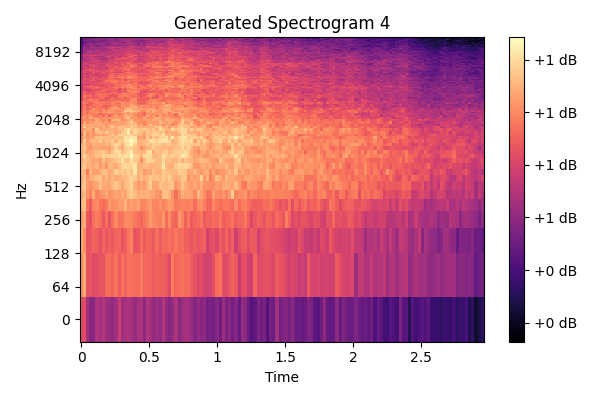 Generated Spectrogram 4
8192
4096
2048
1024
512
256
128
64
0
Hz
0
0.5
1
1.5
2
2.5
Time
+1 dB
+1 dB
+1 dB
+1 dB
+0 dB
+0 dB